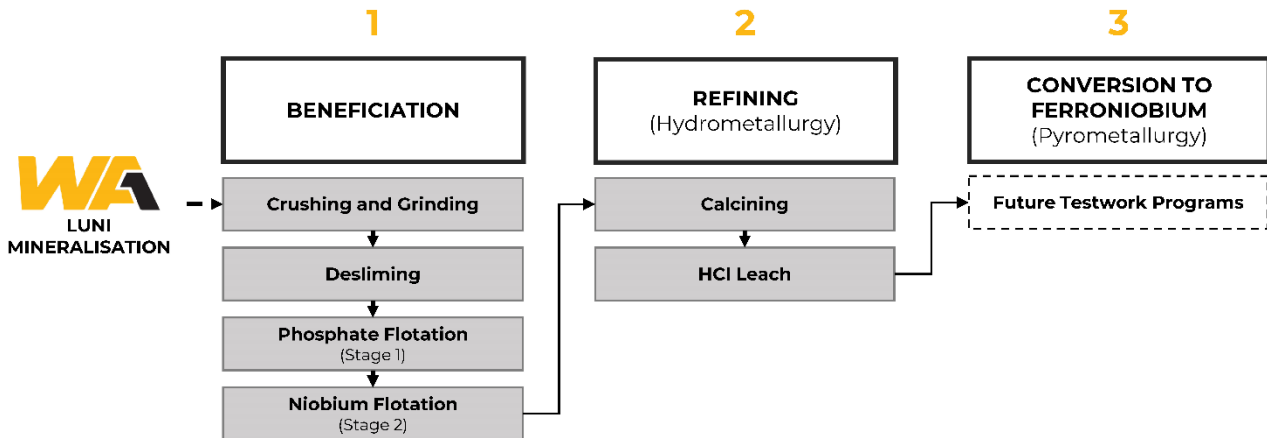 1
BENEFICIATION
WA1
LUNI
MINERALISATION
Crushing and Grinding
Desliming
Phosphate Flotation
(Stage 1)
Niobium Flotation
(Stage 2)
2
REFINING
(Hydrometallurgy)
Calcining
HCl Leach
3
CONVERSION TO
FERRONIOBIUM
(Pyrometallurgy)
Future Testwork Programs